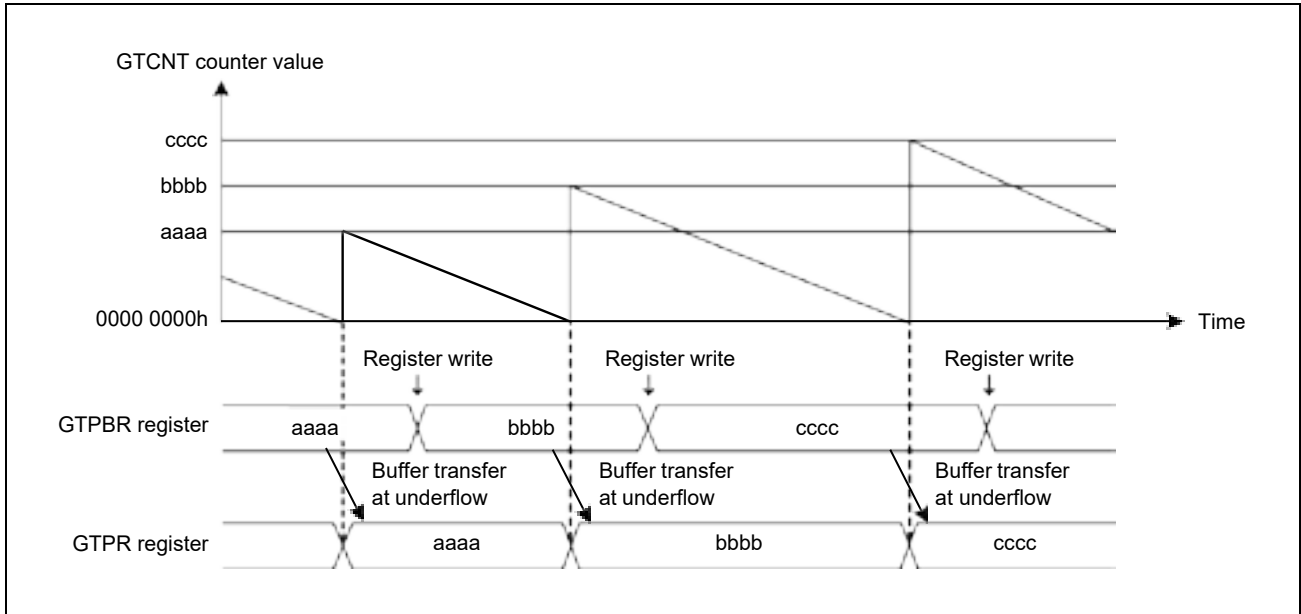 GTCNT counter value
cccc
bbbb
aaaa
0000 0000h
Time
Register write
Register write
Register write
GTPBR register
aaaa
bbbb
cccc
Buffer transfer
at underflow
Buffer transfer
at underflow
Buffer transfer
at underflow
GTPR register
aaaa
bbbb
cccc